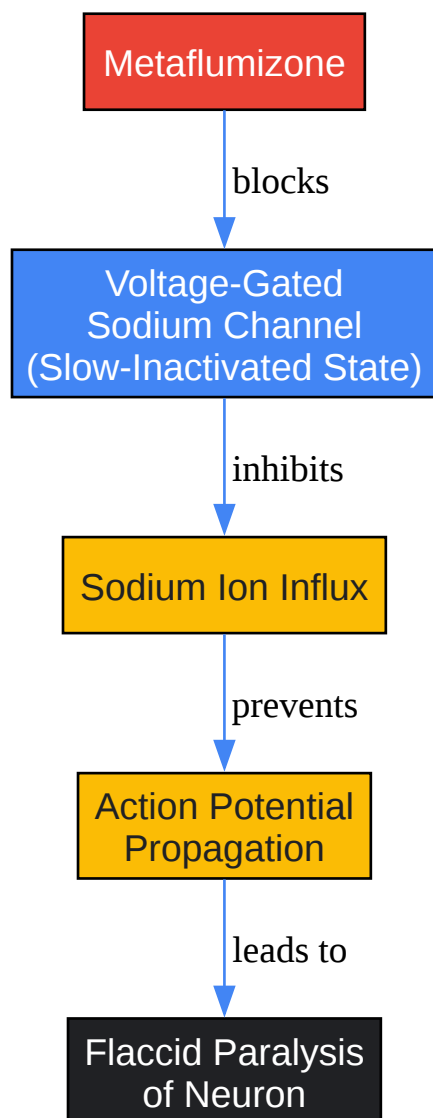 Metaflumizone
blocks
Voltage-Gated
Sodium Channel
(Slow-Inactivated State)
inhibits
Sodium Ion Influx
prevents
Action Potential
Propagation
leads to
Flaccid Paralysis
of Neuron